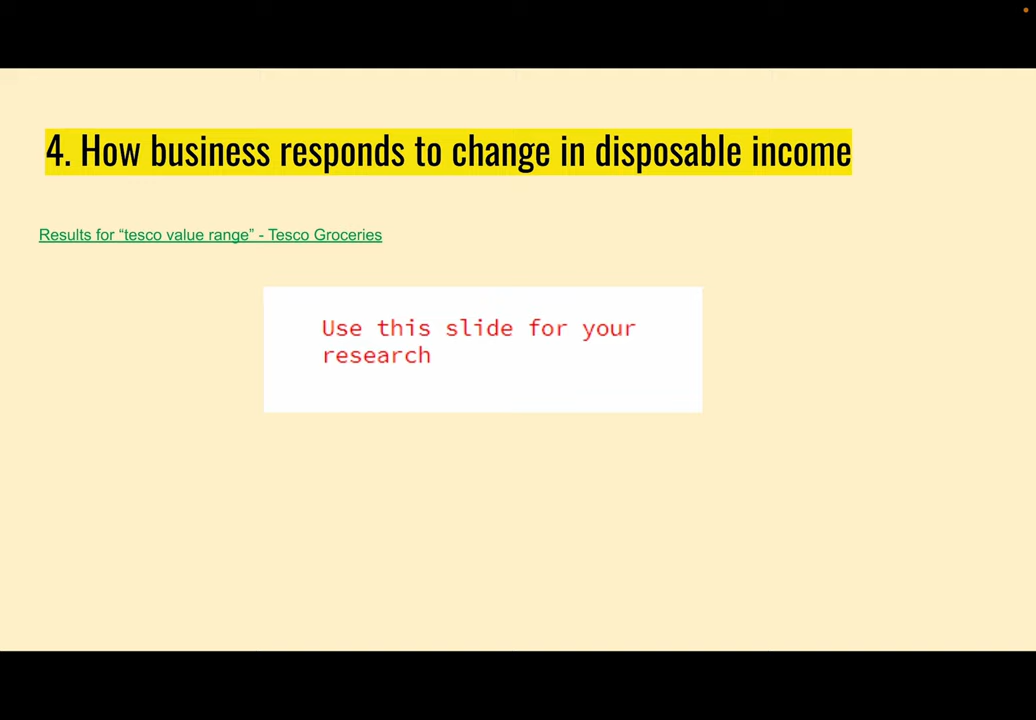 4. How business responds to change in disposable income
Results for “tesco value range” - Tesco Groceries
Use this slide for your
research